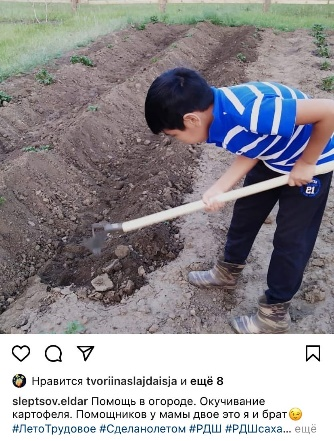 21
Нравится tvoriinaslajdaisja и ещё 8
sleptsov.eldar Помощь в огороде. Окучивание
картофеля. Помощников у мамы двое это я и брат😉
#ЛетоТрудовое #Сделанолетом #РДШ #РДШсаха... ещё